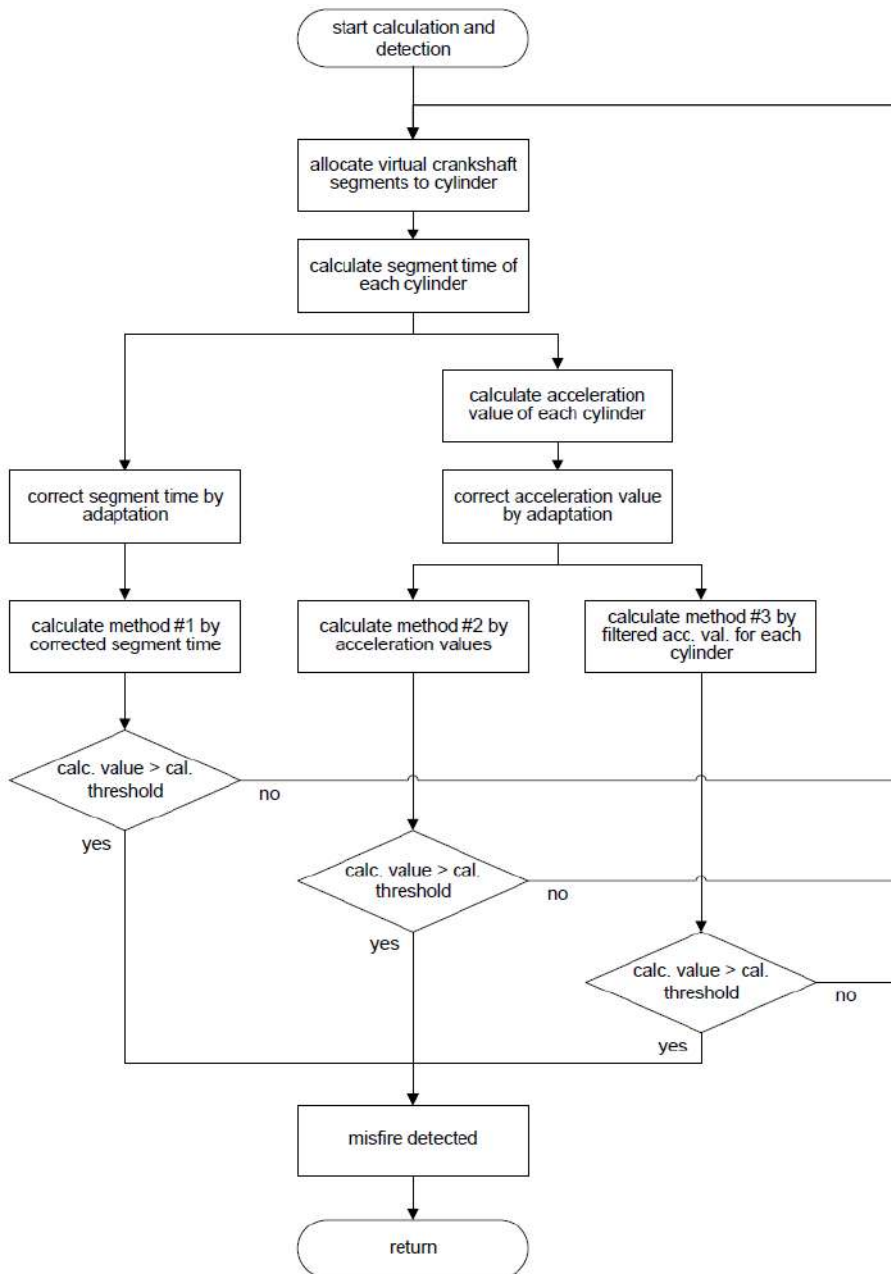 start calculation and
detection
allocate virtual crankshaft
segments to cylinder
calculate segment time of
each cylinder
calculate acceleration
value of each cylinder
correct segment time by
adaptation
correct acceleration value
by adaptation
calculate method #1 by
corrected segment time
calculate method #2 by
acceleration values
calculate method #3 by
filtered acc. val. for each
cylinder
calc. value > cal.
threshold
no
yes
calc. value > cal.
threshold
no
yes
calc. value > cal.
threshold
no
yes
misfire detected
return